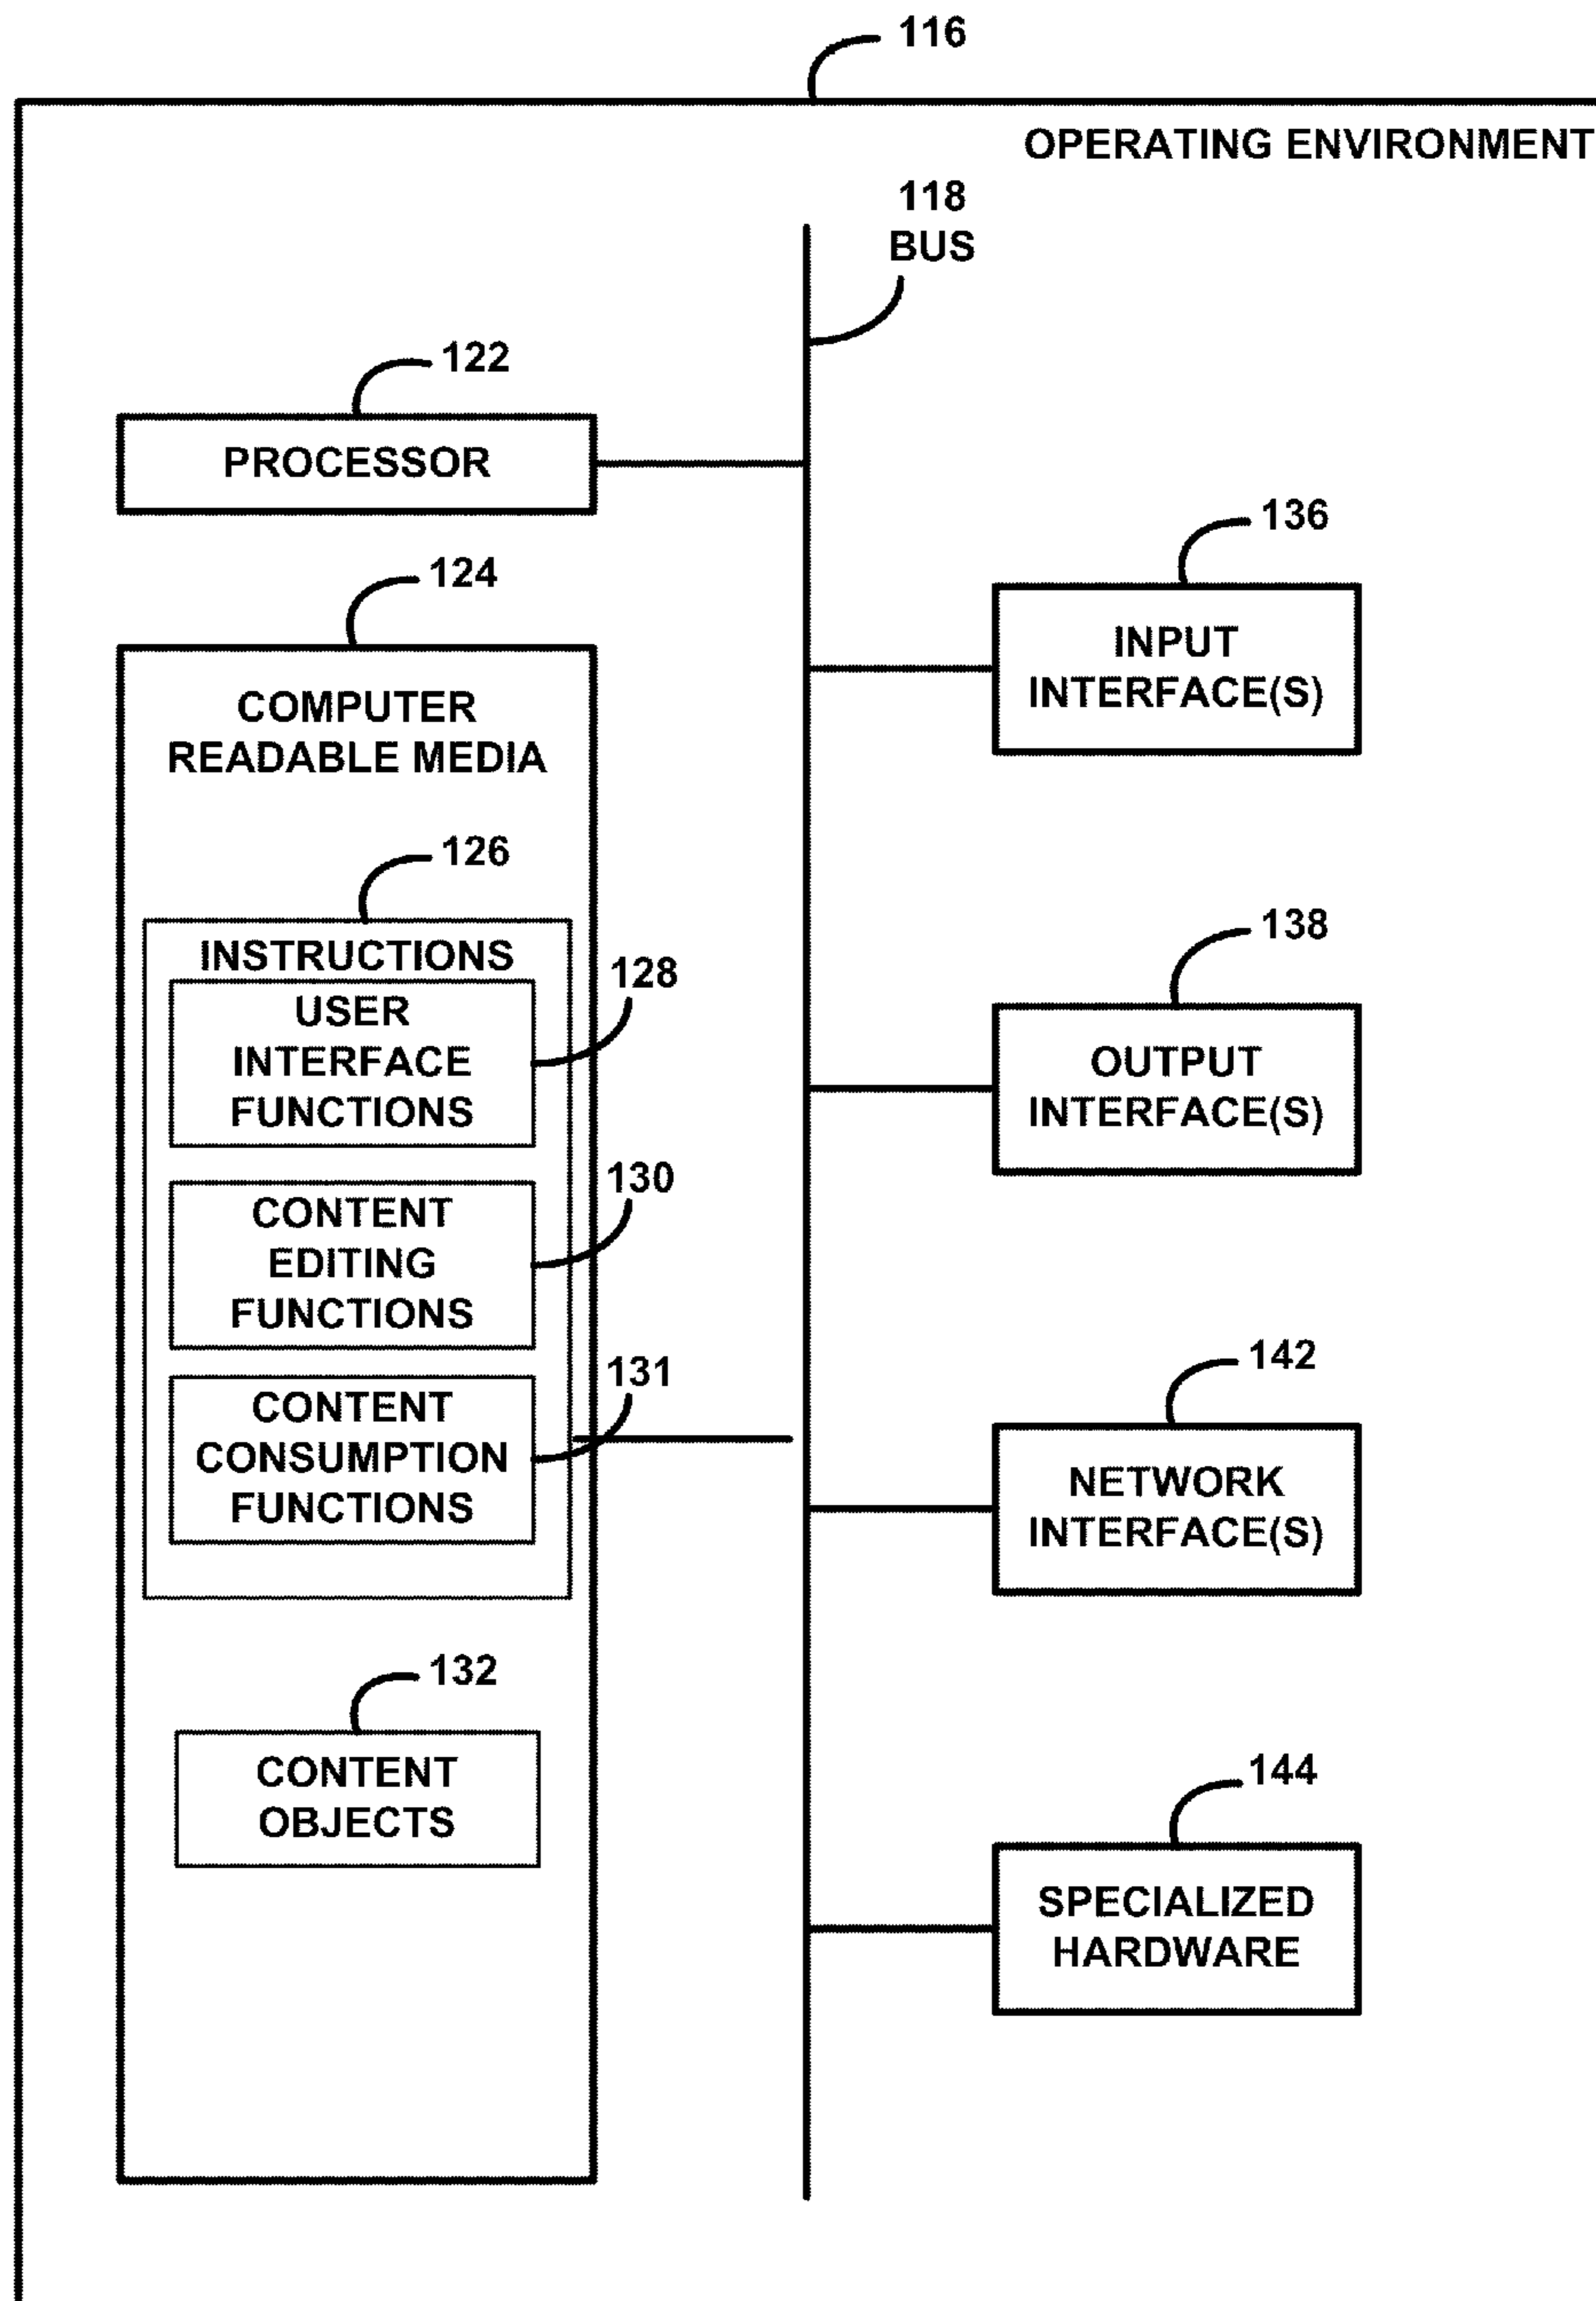 116
OPERATING ENVIRONMENT
118
BUS
122
PROCESSOR
124
COMPUTER
READABLE MEDIA
126
INSTRUCTIONS
128
USER
INTERFACE
FUNCTIONS
130
CONTENT
EDITING
FUNCTIONS
131
CONTENT
CONSUMPTION
FUNCTIONS
132
CONTENT
OBJECTS
136
INPUT
INTERFACE(S)
138
OUTPUT
INTERFACE(S)
142
NETWORK
INTERFACE(S)
144
SPECIALIZED
HARDWARE